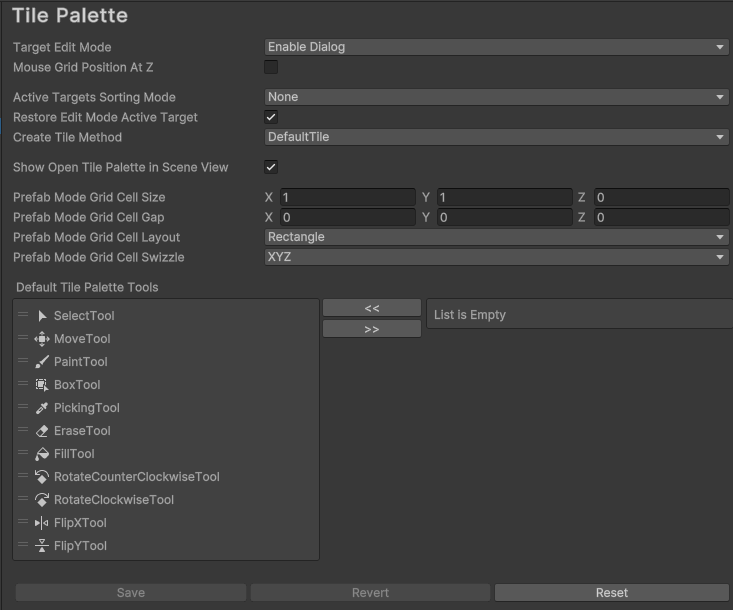 Tile Palette
Target Edit Mode Enable Dialog
Mouse Grid Position At Z
Active Targets Sorting Mode None
Restore Edit Mode Active Target
Create Tile Method DefaultTile
Show Open Tile Palette in Scene View
Prefab Mode Grid Cell Size X 1 Y 1 Z 0
Prefab Mode Grid Cell Gap X 0 Y 0 Z 0
Prefab Mode Grid Cell Layout Rectangle
Prefab Mode Grid Cell Swizzle XYZ
Default Tile Palette Tools
SelectTool
MoveTool
PaintTool
BoxTool
PickingTool
EraseTool
FillTool
RotateCounterClockwiseTool
RotateClockwiseTool
FlipXTool
FlipYTool
<<
>>
List is Empty
Save Revert Reset